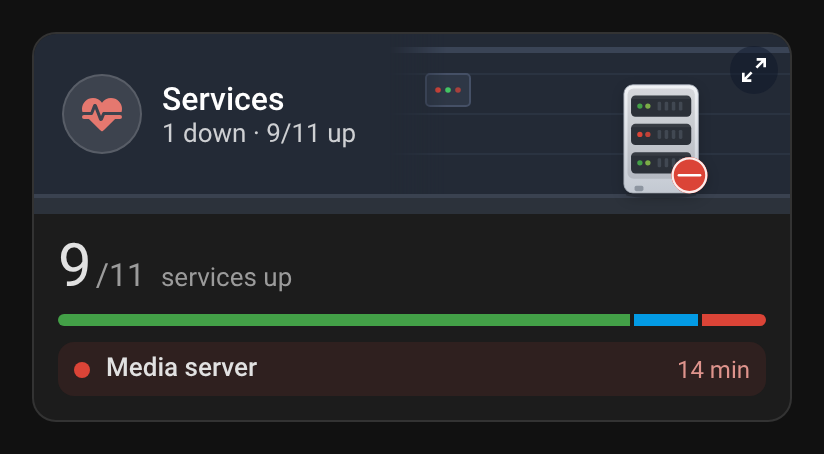 Services
1 down · 9/11 up
9/11 services up
Media server 14 min